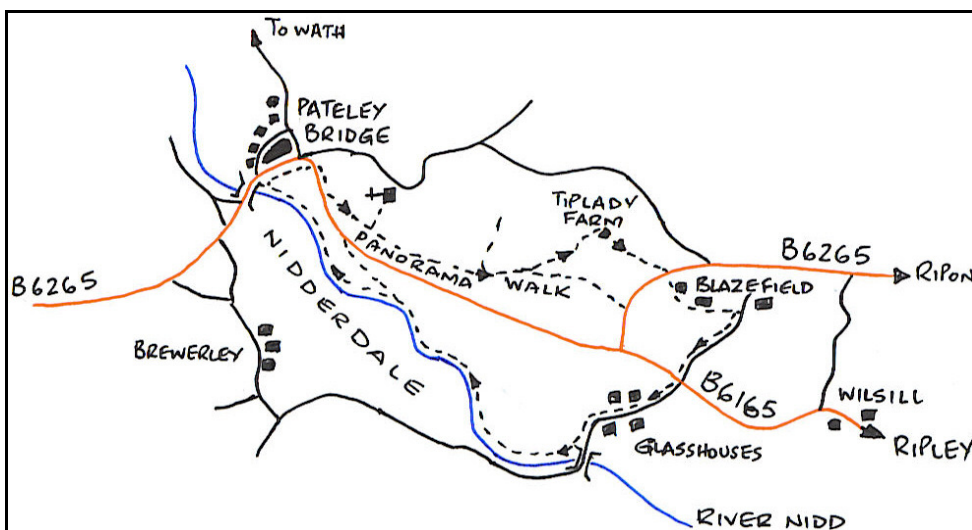 To WATH
PATELEY
BRIDGE
TIPLADY
FARM
PANORAMA WALK
B6265
RIPON
B6265
BLAZEFIELD
NIDDERDALE
BREWERLEY
B6165
WILSILL
GLASSHOUSES
RIPLEY
RIVER NIDD